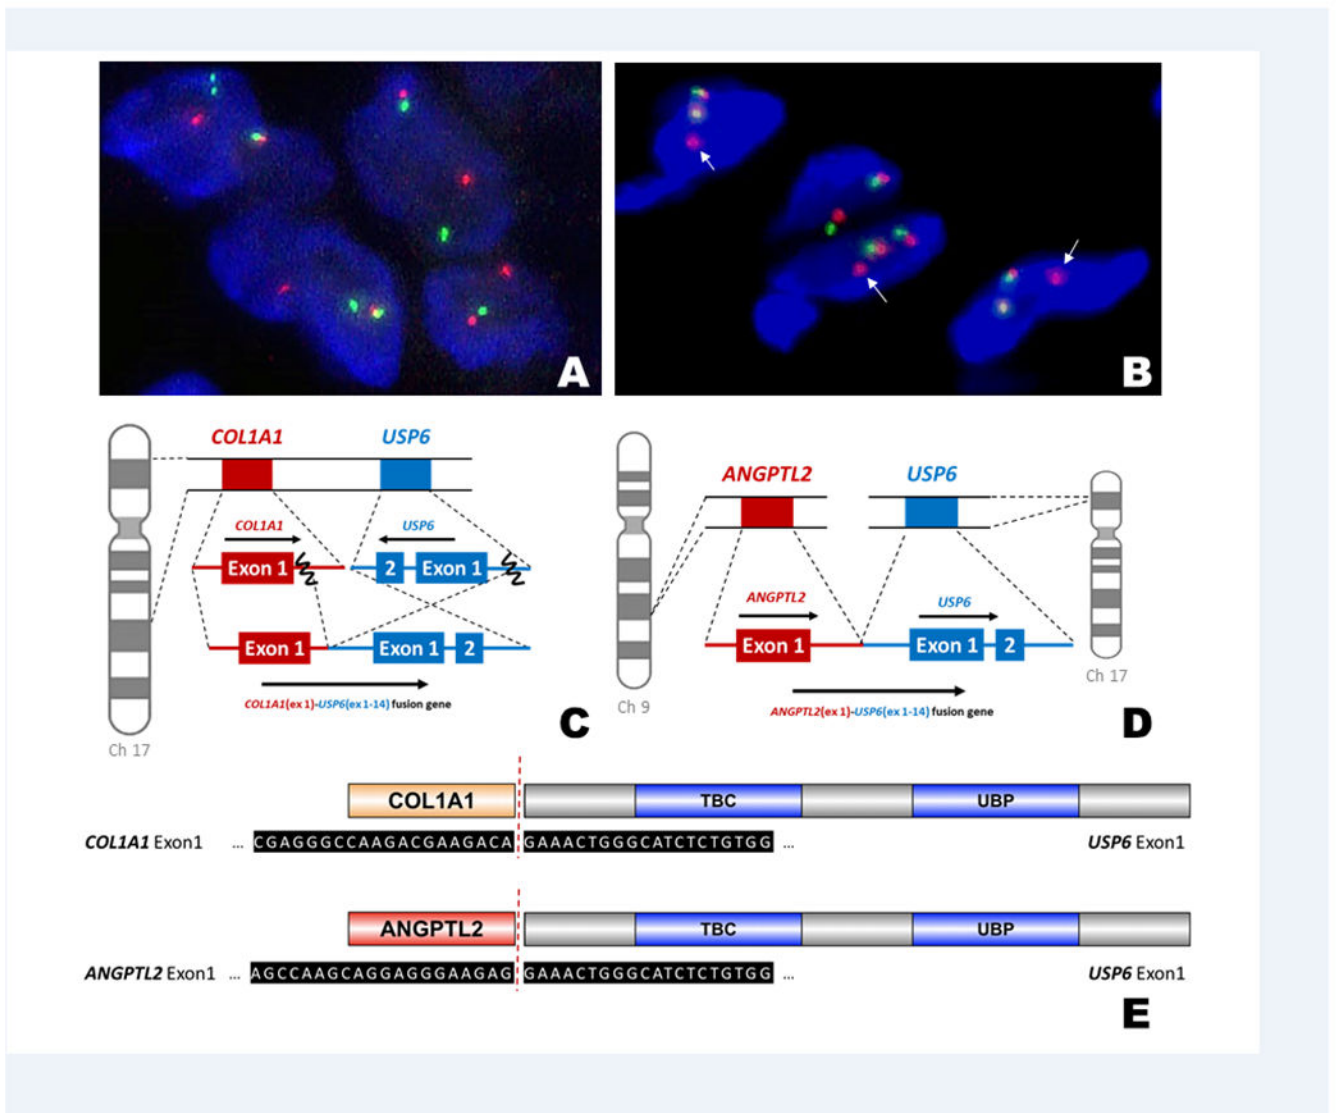 A
B
COL1A1 USP6
COL1A1 USP6
Exon 1 2 Exon 1
Exon 1 Exon 1 2
COL1A1(ex 1)-USP6(ex 1-14) fusion gene
Ch 17
C
ANGPTL2 USP6
ANGPTL2 USP6
Exon 1 Exon 1 2
ANGPTL2(ex 1)-USP6(ex 1-14) fusion gene
Ch 9
Ch 17
D
COL1A1 TBC UBP
COL1A1 Exon1 ... CGAGGGCCAAGACGAAGACA GAAACTGGGCATCTCTGTGG ... USP6 Exon1
ANGPTL2 TBC UBP
ANGPTL2 Exon1 ... AGCCAAGCAGGAGGGAAGAG GAAACTGGGCATCTCTGTGG ... USP6 Exon1
E